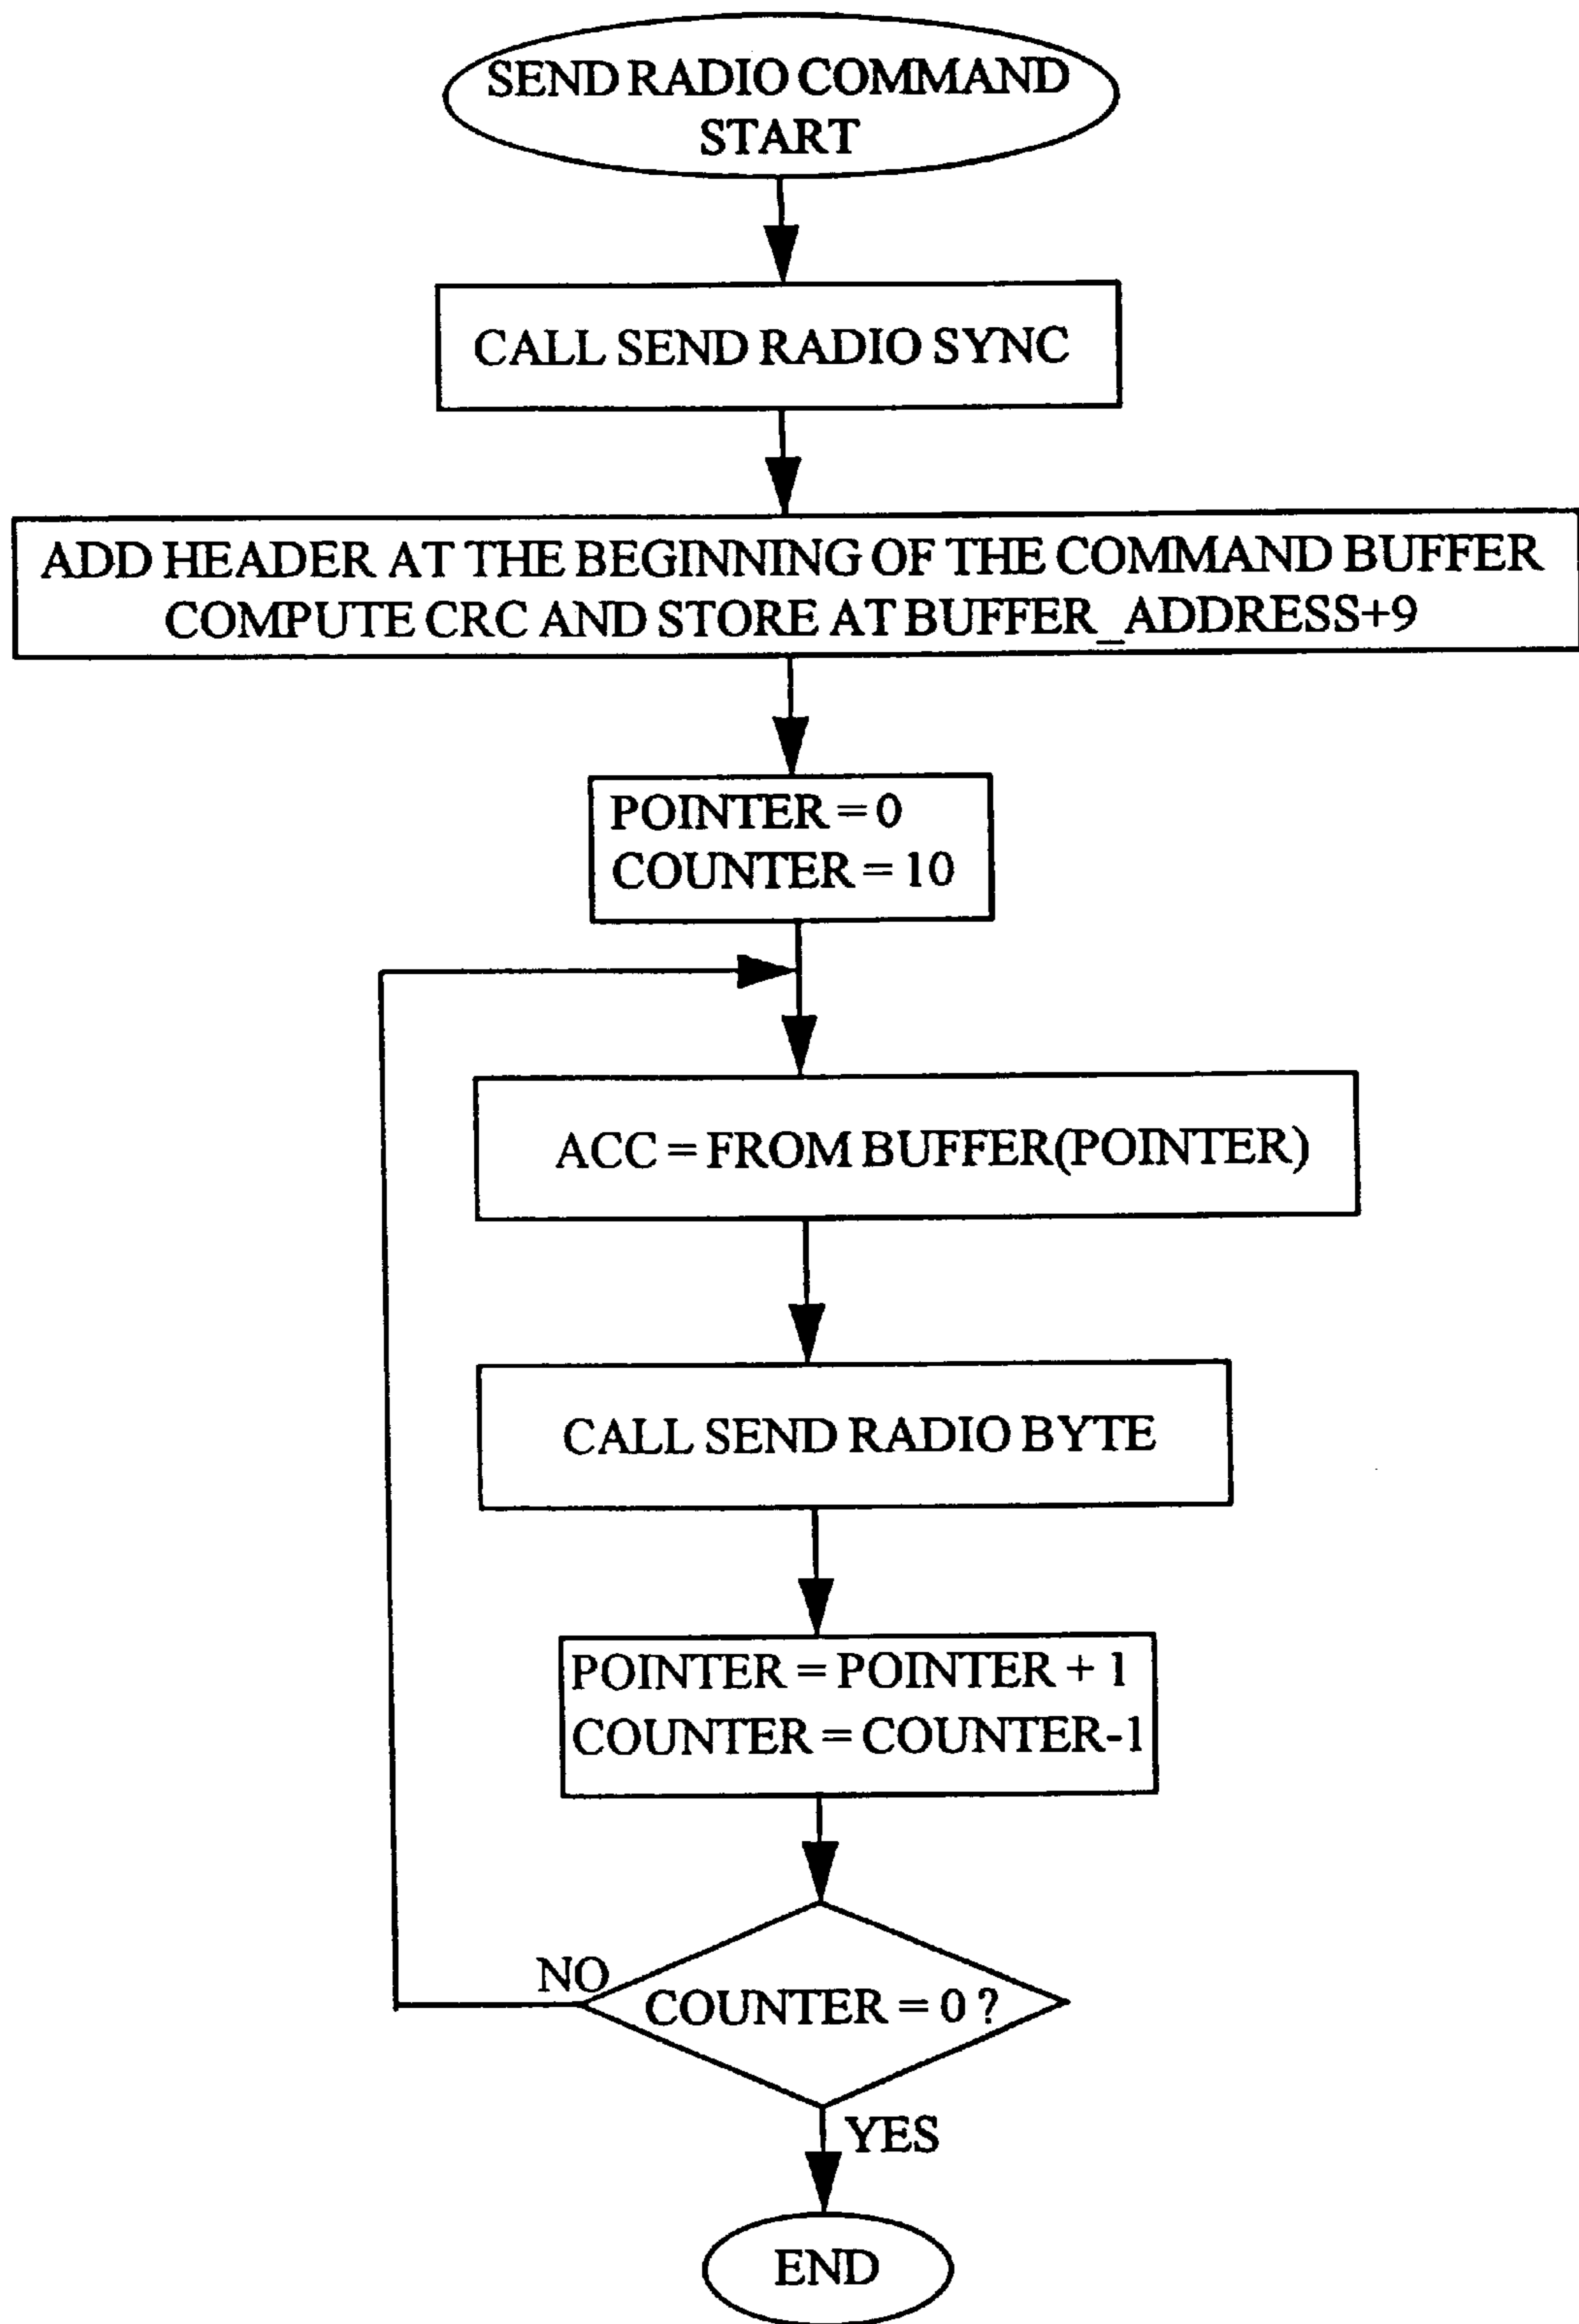 SEND RADIO COMMAND
START
CALL SEND RADIO SYNC
ADD HEADER AT THE BEGINNING OF THE COMMAND BUFFER
COMPUTE CRC AND STORE AT BUFFER_ADDRESS+9
POINTER = 0
COUNTER = 10
ACC = FROM BUFFER(POINTER)
CALL SEND RADIO BYTE
POINTER = POINTER + 1
COUNTER = COUNTER-1
NO
COUNTER = 0 ?
YES
END